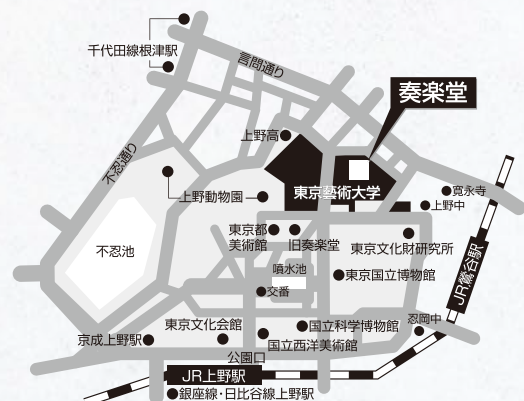 千代田線根津駅
言問通り
奏楽堂
上野高
不忍通り
東京藝術大学
寛永寺
上野中
上野動物園
東京都
美術館
旧奏楽堂
東京文化財研究所
不忍池
噴水池
東京国立博物館
交番
JR鶯谷駅
忍岡中
東京文化会館
国立科学博物館
京成上野駅
国立西洋美術館
公園口
JR上野駅
銀座線・日比谷線上野駅